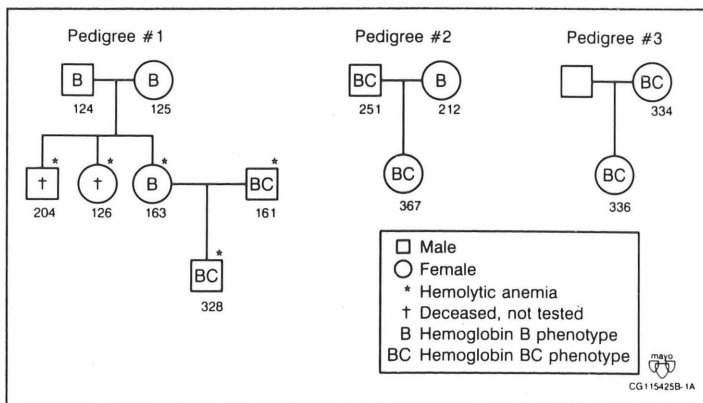 Pedigree #1 Pedigree #2 Pedigree #3
B B BC B BC
124 125 251 212 334
* * * *
† † B BC BC BC
204 126 163 161 367 336
*
BC
328
Male
Female
* Hemolytic anemia
† Deceased, not tested
B Hemoglobin B phenotype
BC Hemoglobin BC phenotype
mayo
CG115425B-1A